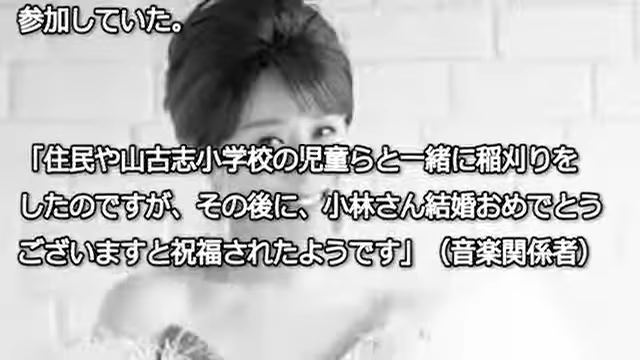 参加していた。
「住民や山古志小学校の児童らと一緒に稲刈りを
したのですが、その後に、小林さん結婚おめでとう
ございますと祝福されたようです」（音楽関係者）